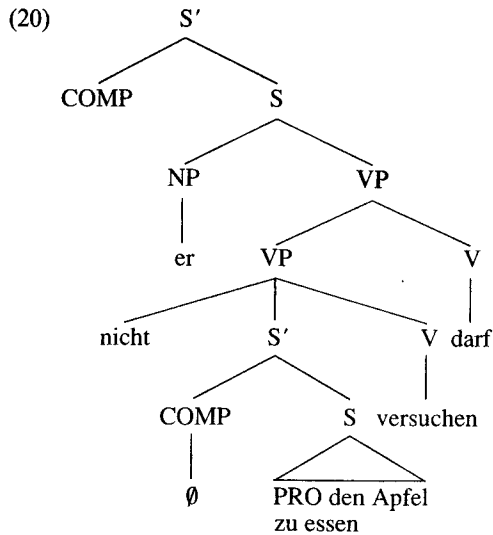 (20) S′
COMP S
NP VP
er VP V
nicht S′ V darf
COMP S versuchen
∅ PRO den Apfel
zu essen